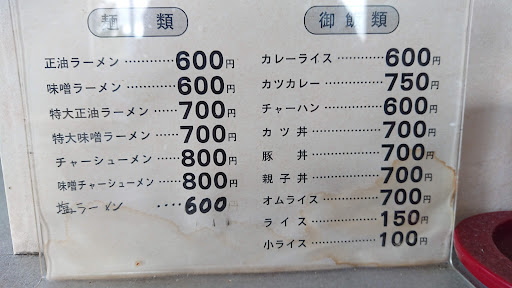 麺類
正油ラーメン…………600円
味噌ラーメン…………600円
特大正油ラーメン……700円
特大味噌ラーメン……700円
チャーシューメン……800円
味噌チャーシューメン……800円
塩ラーメン ‥‥600円
御飯類
カレーライス…………600円
カツカレー……………750円
チャーハン……………600円
カツ丼…………………700円
豚丼……………………700円
親子丼…………………700円
オムライス……………700円
ライス…………………150円
小ライス………………100円